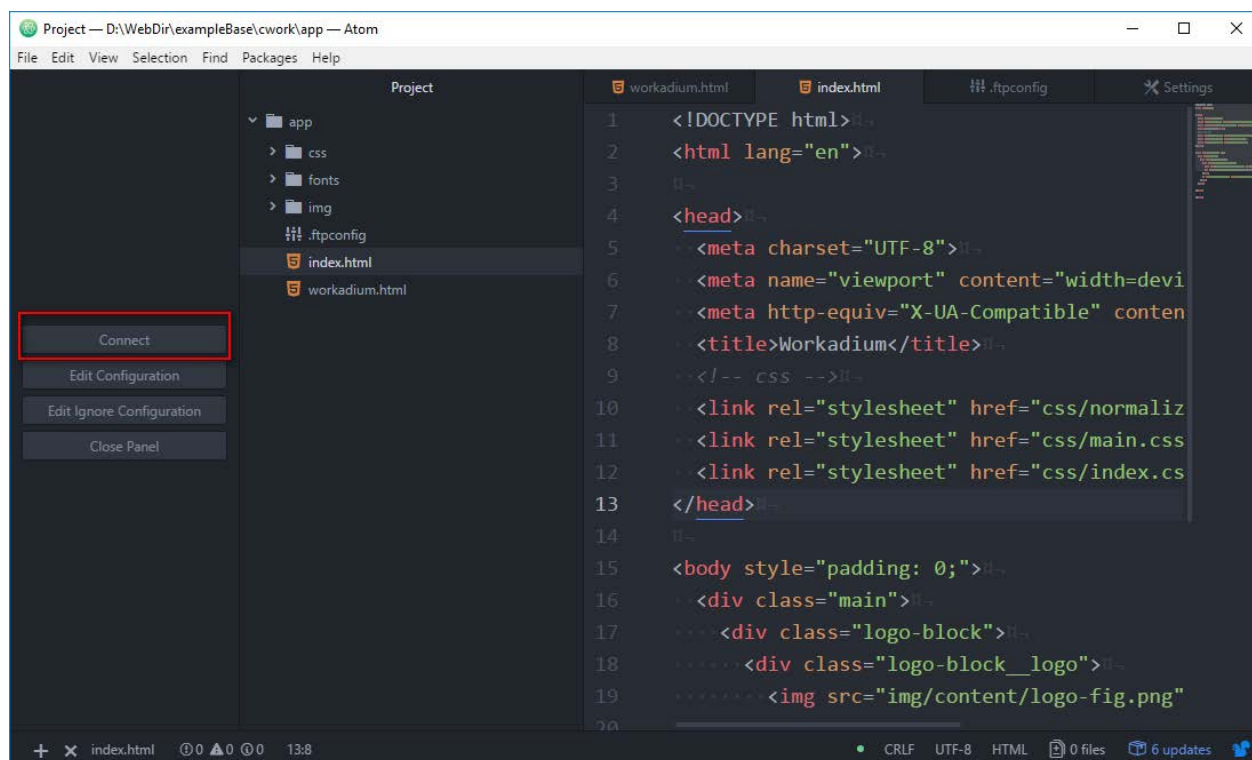 Project — D:\WebDir\exampleBase\cwork\app — Atom
File Edit View Selection Find Packages Help
Connect
Edit Configuration
Edit Ignore Configuration
Close Panel
Project
app
css
fonts
img
.ftpconfig
index.html
workadium.html
workadium.html index.html .ftpconfig Settings
1 <!DOCTYPE html>
2 <html lang="en">
3
4 <head>
5 <meta charset="UTF-8">
6 <meta name="viewport" content="width=devi
7 <meta http-equiv="X-UA-Compatible" conten
8 <title>Workadium</title>
9 <!-- css -->
10 <link rel="stylesheet" href="css/normaliz
11 <link rel="stylesheet" href="css/main.css
12 <link rel="stylesheet" href="css/index.cs
13 </head>
14
15 <body style="padding: 0;">
16 <div class="main">
17 <div class="logo-block">
18 <div class="logo-block__logo">
19 <img src="img/content/logo-fig.png"
20
index.html 0 0 0 13:8 CRLF UTF-8 HTML 0 files 6 updates